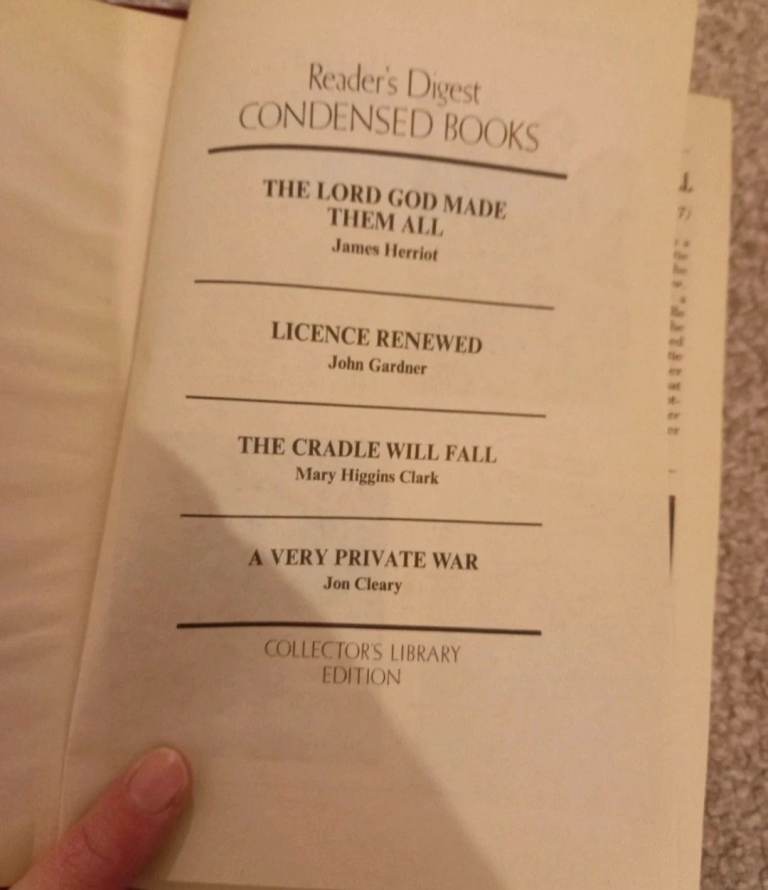 Reader's Digest
CONDENSED BOOKS
THE LORD GOD MADE
THEM ALL
James Herriot
LICENCE RENEWED
John Gardner
THE CRADLE WILL FALL
Mary Higgins Clark
A VERY PRIVATE WAR
Jon Cleary
COLLECTOR'S LIBRARY
EDITION